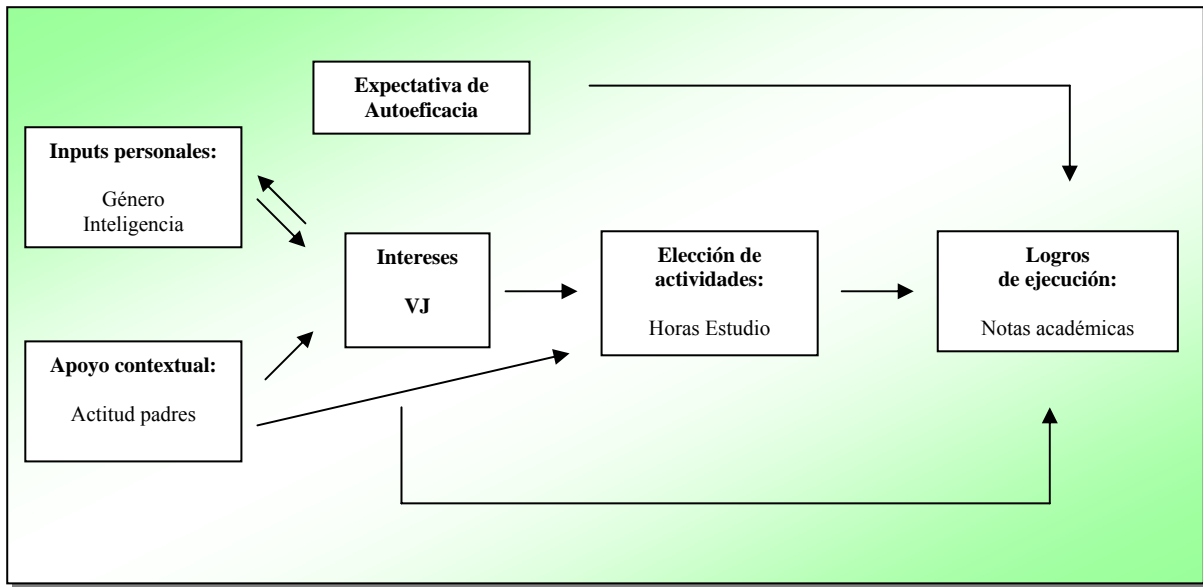 Expectativa de
Autoeficacia
Inputs personales:
Género
Inteligencia
Intereses
VJ
Elección de
actividades:
Horas Estudio
Logros
de ejecución:
Notas académicas
Apoyo contextual:
Actitud padres